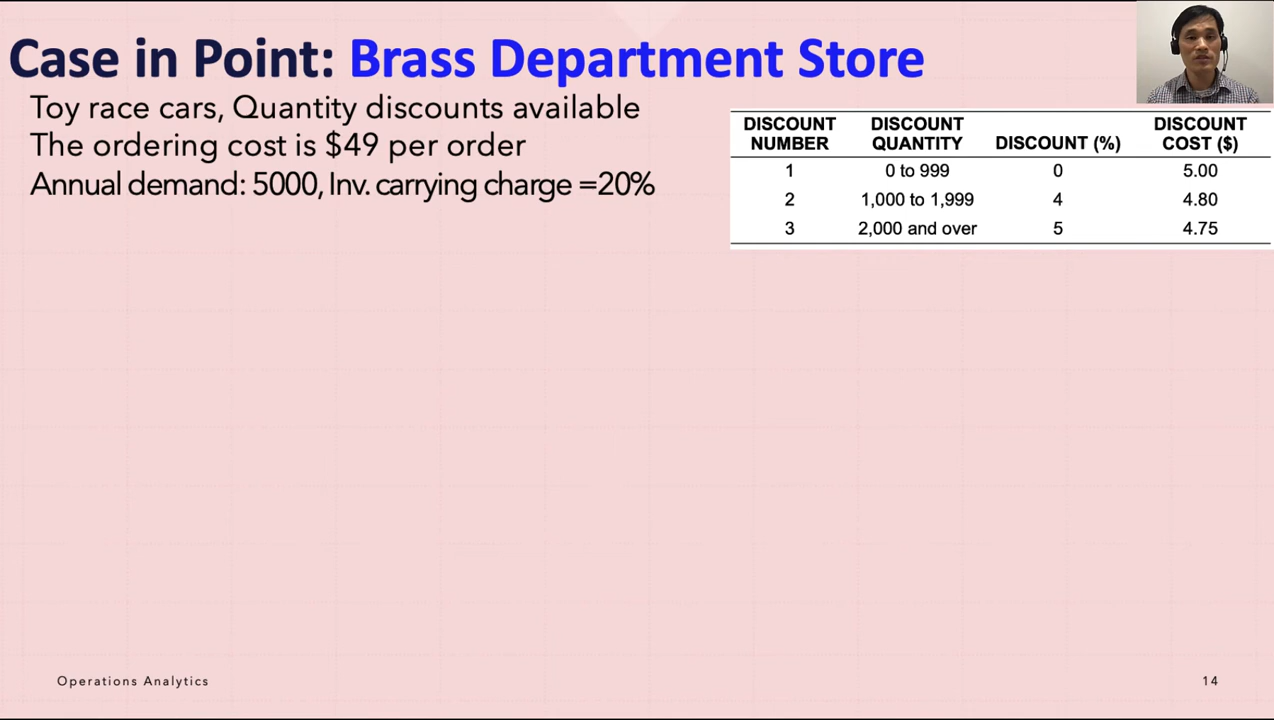 Case in Point: Brass Department Store
Toy race cars, Quantity discounts available
The ordering cost is $49 per order
Annual demand: 5000, Inv. carrying charge =20%
DISCOUNT NUMBER DISCOUNT QUANTITY DISCOUNT (%) DISCOUNT COST ($)
1 0 to 999 0 5.00
2 1,000 to 1,999 4 4.80
3 2,000 and over 5 4.75
Operations Analytics
14